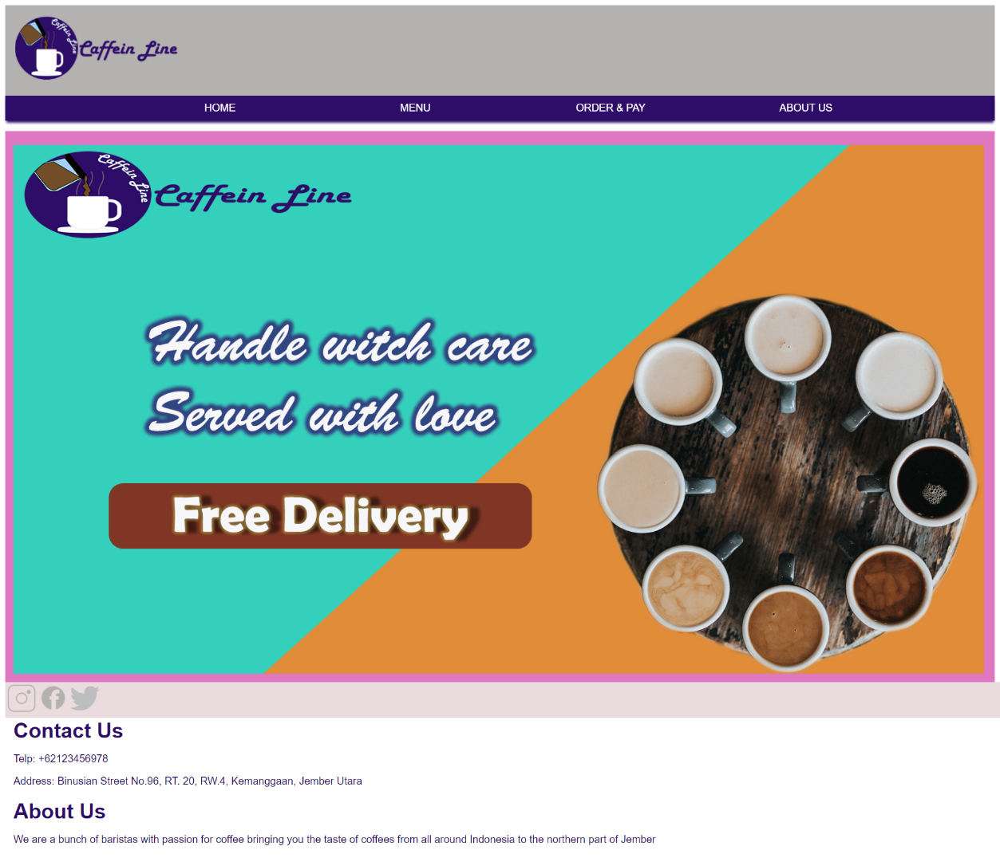 Caffein Line
Caffein Line
HOME
MENU
ORDER & PAY
ABOUT US
Caffein Line
Caffein Line
Handle witch care
Served with love
Free Delivery
Contact Us
Telp: +62123456978
Address: Binusian Street No.96, RT. 20, RW.4, Kemanggaan, Jember Utara
About Us
We are a bunch of baristas with passion for coffee bringing you the taste of coffees from all around Indonesia to the northern part of Jember